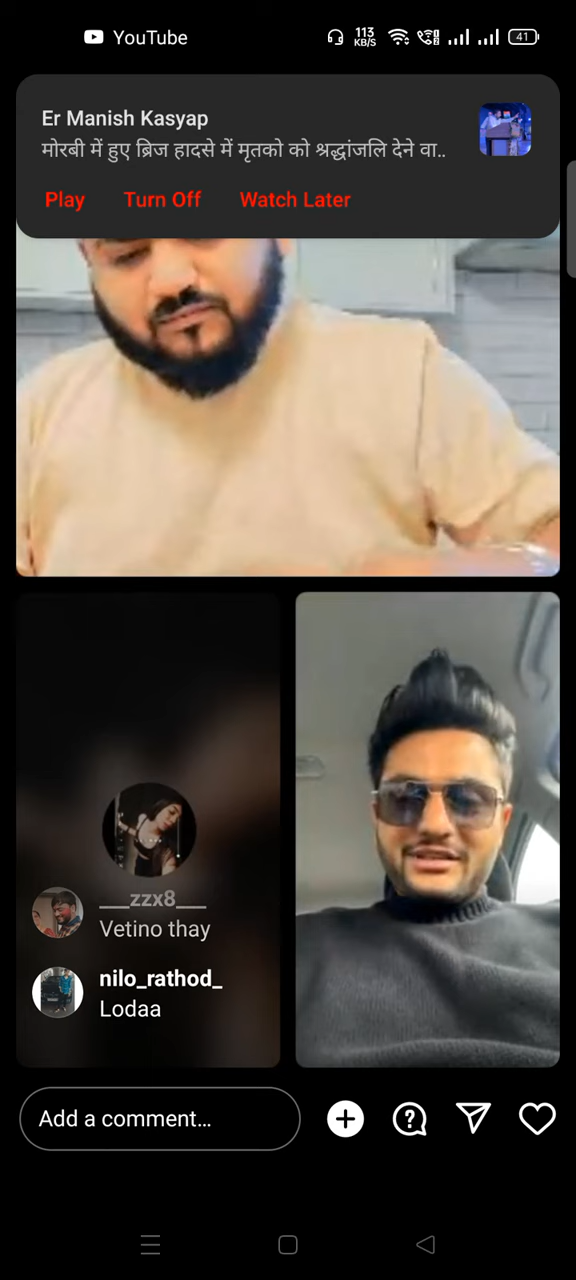 YouTube
113
KB/S
41
Er Manish Kasyap
मोरबी में हुए ब्रिज हादसे में मृतको को श्रद्धांजलि देने वा..
Play Turn Off Watch Later
___zzx8___
Vetino thay
nilo_rathod_
Lodaa
Add a comment...